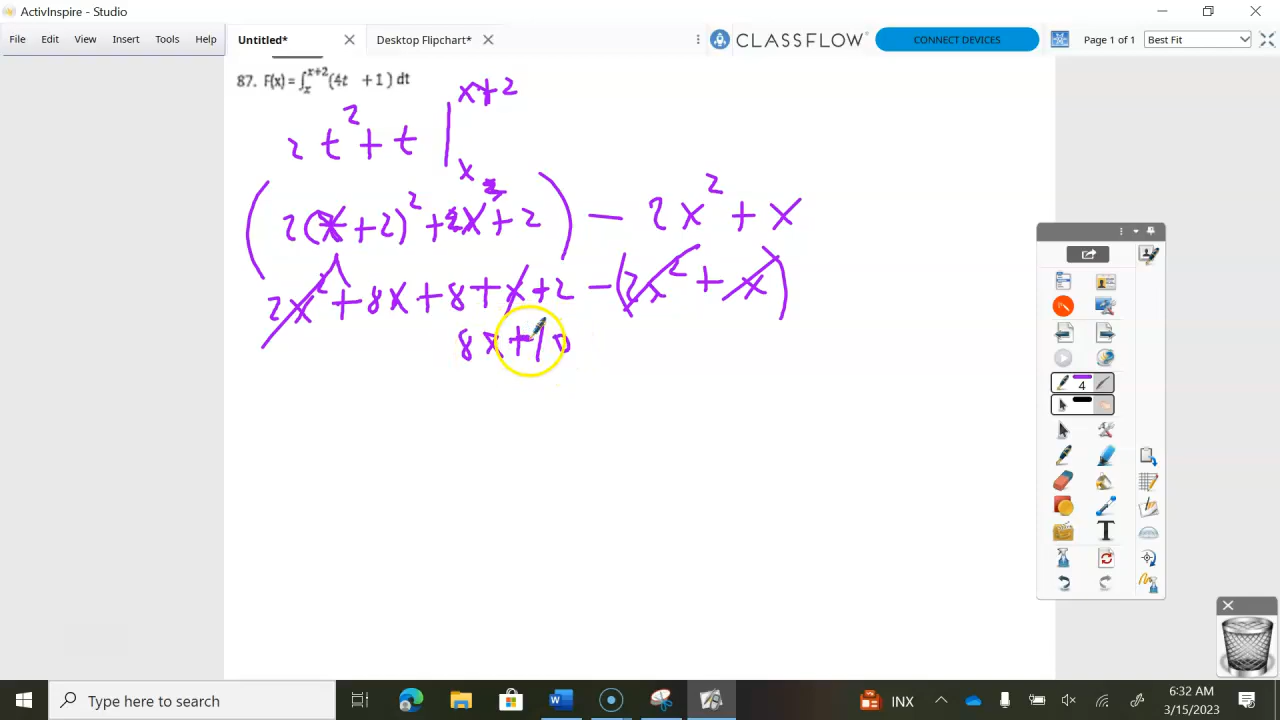 ActivInspire - Studio
File Edit View Insert Tools Help Untitled* Desktop Flipchart* CLASSFLOW CONNECT DEVICES Page 1 of 1 Best Fit
87. F(x) = ∫ₓˣ⁺² (4t + 1) dt
2t² + t | x+2
x
(2(x+2)² + x + 2) − 2x² + x
2x² + 8x + 8 + x + 2 − (2x² + x)
8x+10
4
T
Type here to search
INX
6:32 AM
3/15/2023